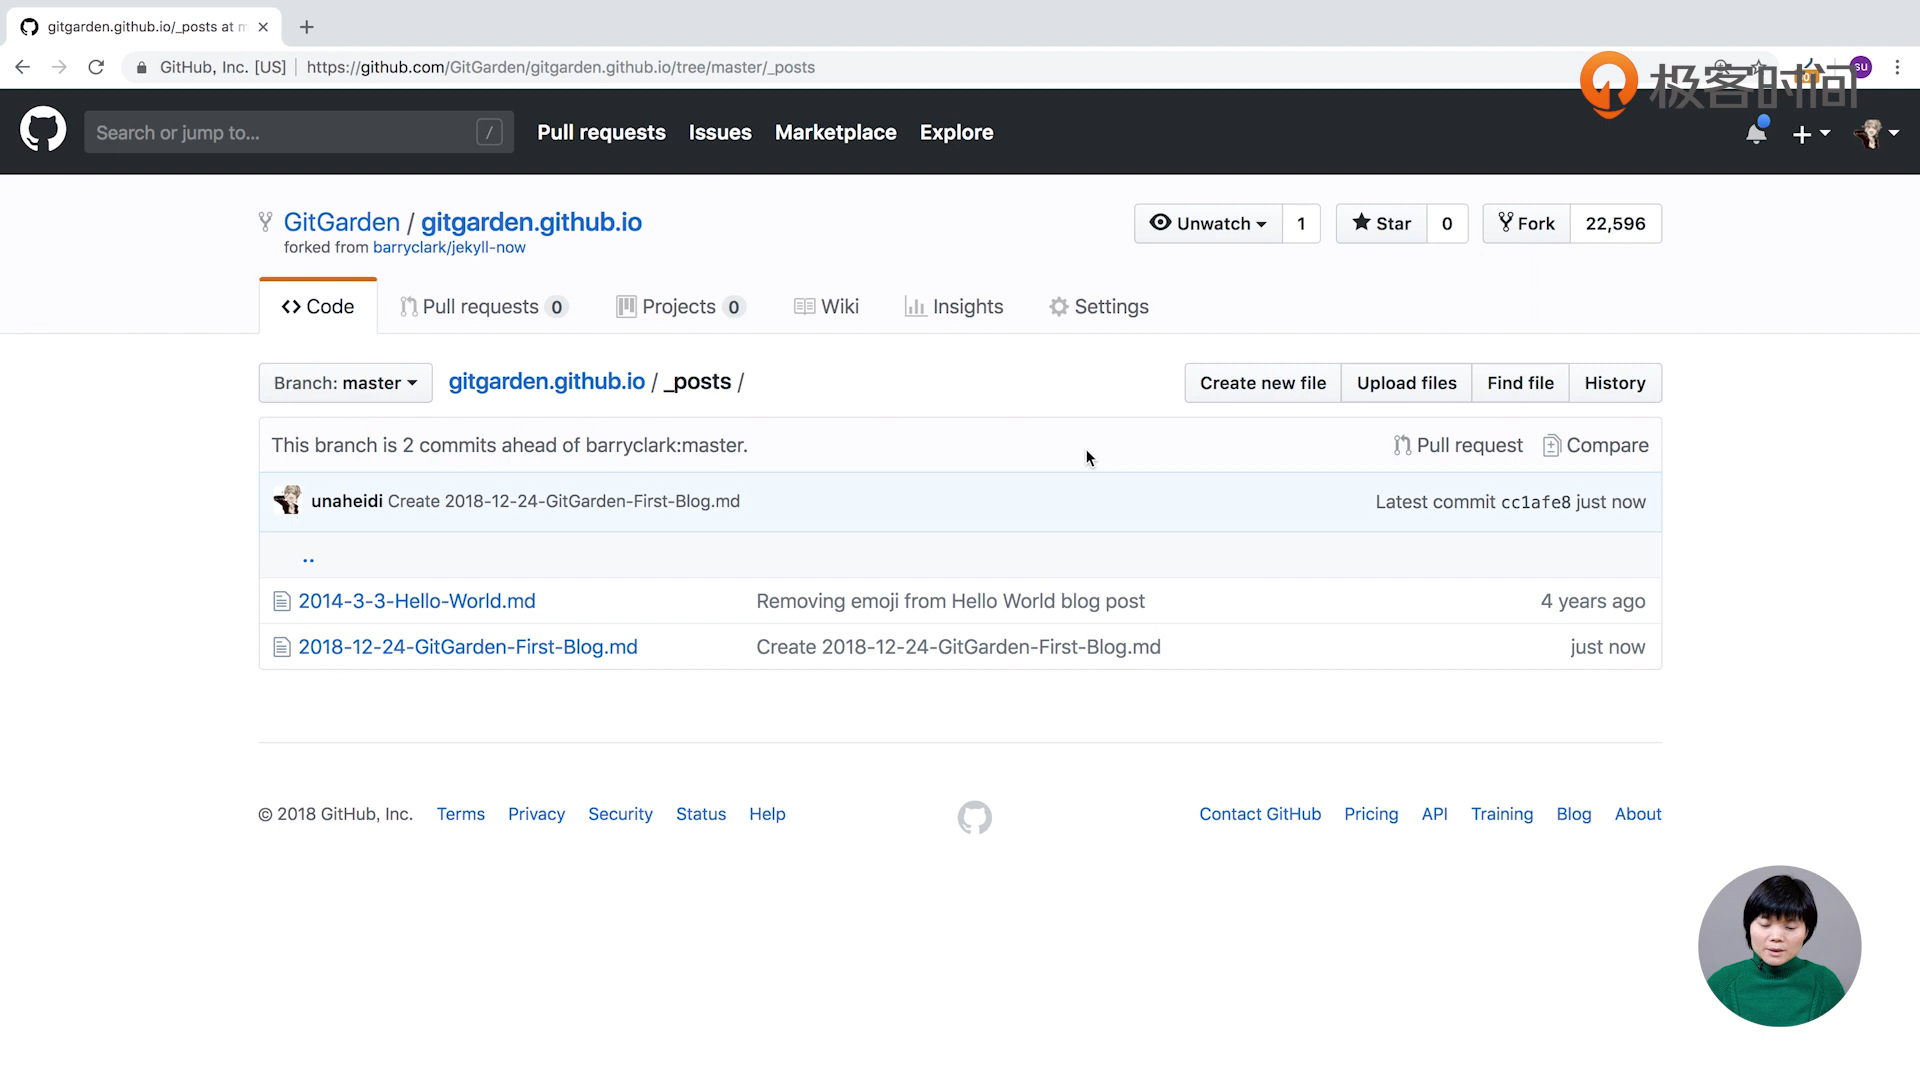 gitgarden.github.io/_posts at m
GitHub, Inc. [US] https://github.com/GitGarden/gitgarden.github.io/tree/master/_posts
su
极客时间
Search or jump to... /
Pull requests Issues Marketplace Explore
GitGarden / gitgarden.github.io
forked from barryclark/jekyll-now
Unwatch 1 Star 0 Fork 22,596
Code Pull requests 0 Projects 0 Wiki Insights Settings
Branch: master gitgarden.github.io / _posts /
Create new file Upload files Find file History
This branch is 2 commits ahead of barryclark:master.
Pull request Compare
unaheidi Create 2018-12-24-GitGarden-First-Blog.md
Latest commit cc1afe8 just now
..
2014-3-3-Hello-World.md Removing emoji from Hello World blog post 4 years ago
2018-12-24-GitGarden-First-Blog.md Create 2018-12-24-GitGarden-First-Blog.md just now
© 2018 GitHub, Inc. Terms Privacy Security Status Help
Contact GitHub Pricing API Training Blog About